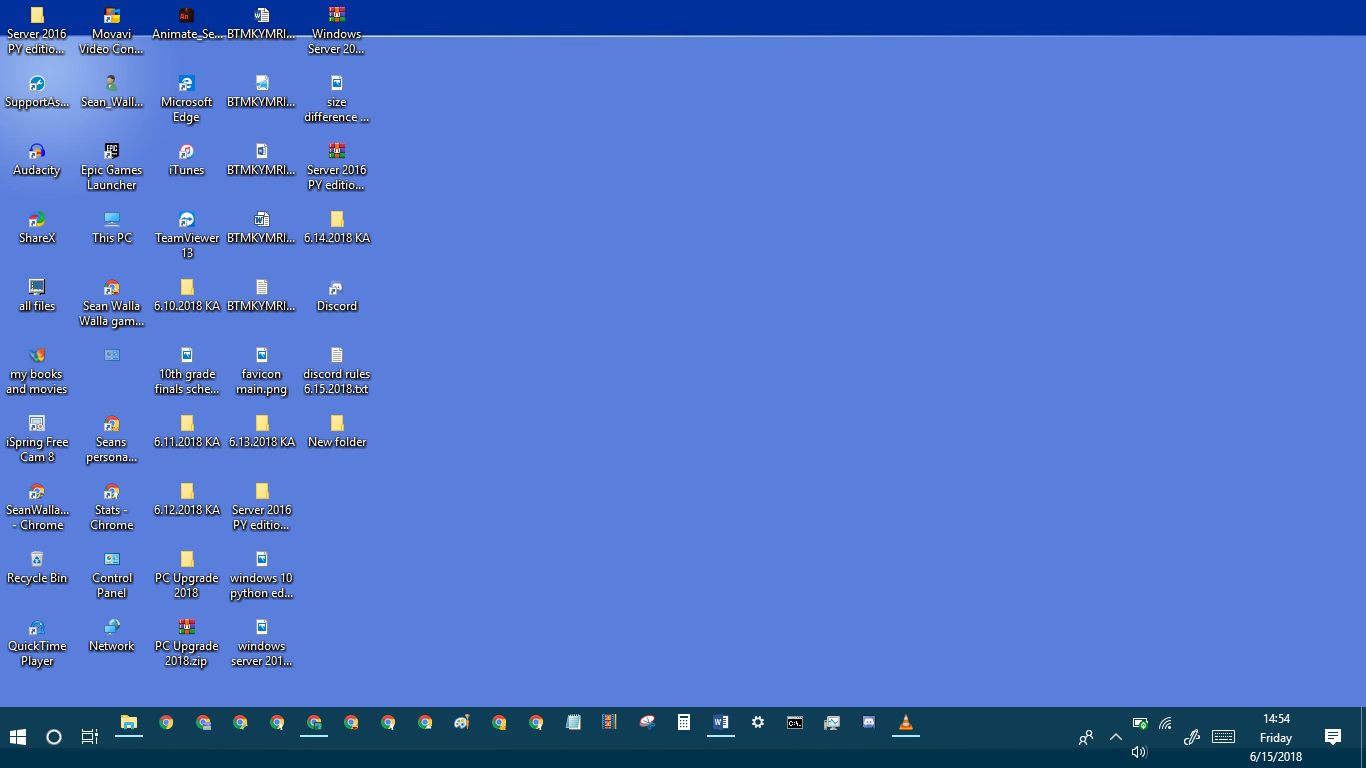 Server 2016
PY editio...
Movavi
Video Con...
Animate_Se...
BTMKYMRI...
Windows
Server 20...
SupportAs...
Sean_Wall...
Microsoft
Edge
BTMKYMRI...
size
difference ...
Audacity
Epic Games
Launcher
iTunes
BTMKYMRI...
Server 2016
PY editio...
ShareX
This PC
TeamViewer
13
BTMKYMRI...
6.14.2018 KA
all files
Sean Walla
Walla gam...
6.10.2018 KA
BTMKYMRI...
Discord
my books
and movies
10th grade
finals sche...
favicon
main.png
discord rules
6.15.2018.txt
iSpring Free
Cam 8
Seans
persona...
6.11.2018 KA
6.13.2018 KA
New folder
SeanWalla...
- Chrome
Stats -
Chrome
6.12.2018 KA
Server 2016
PY editio...
Recycle Bin
Control
Panel
PC Upgrade
2018
windows 10
python ed...
QuickTime
Player
Network
PC Upgrade
2018.zip
windows
server 201...
14:54
Friday
6/15/2018